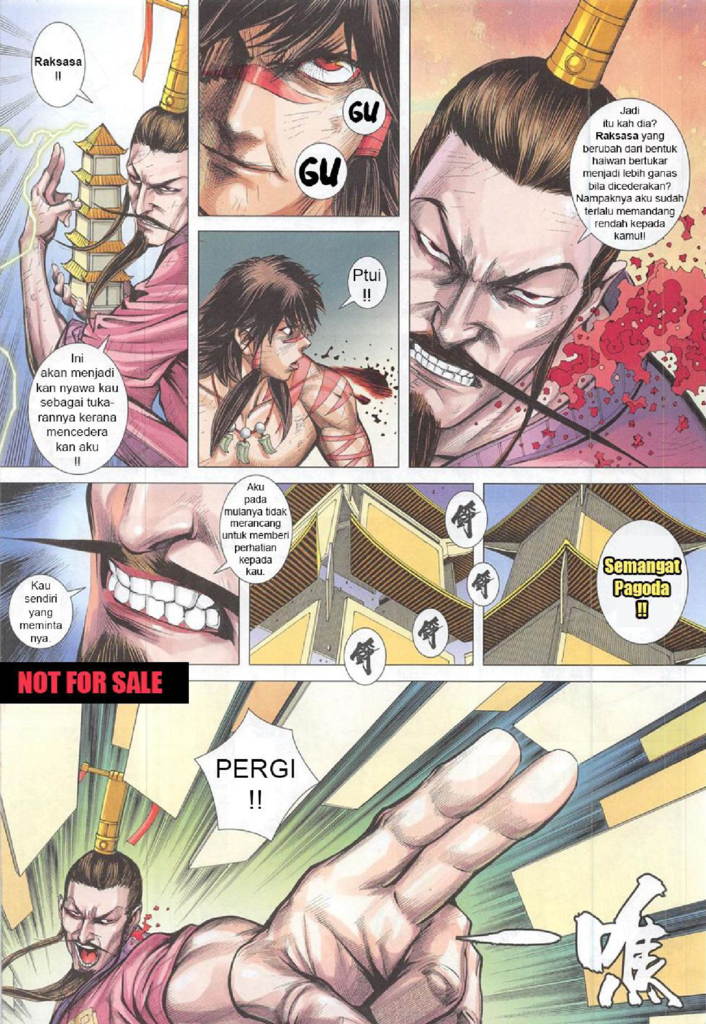 Raksasa
!!
GU
GU
Jadi
itu kah dia?
Raksasa yang
berubah dari bentuk
haiwan bertukar
menjadi lebih ganas
bila dicederakan?
Nampaknya aku sudah
terlalu memandang
rendah kepada
kamu!!
Ptui
!!
Ini
akan menjadi
kan nyawa kau
sebagai tuka-
rannya kerana
mencedera
kan aku
!!
Kau
sendiri
yang
meminta
nya.
Aku
pada
mulanya tidak
merancang
untuk memberi
perhatian
kepada
kau.
Semangat
Pagoda
!!
NOT FOR SALE
PERGI
!!
噍